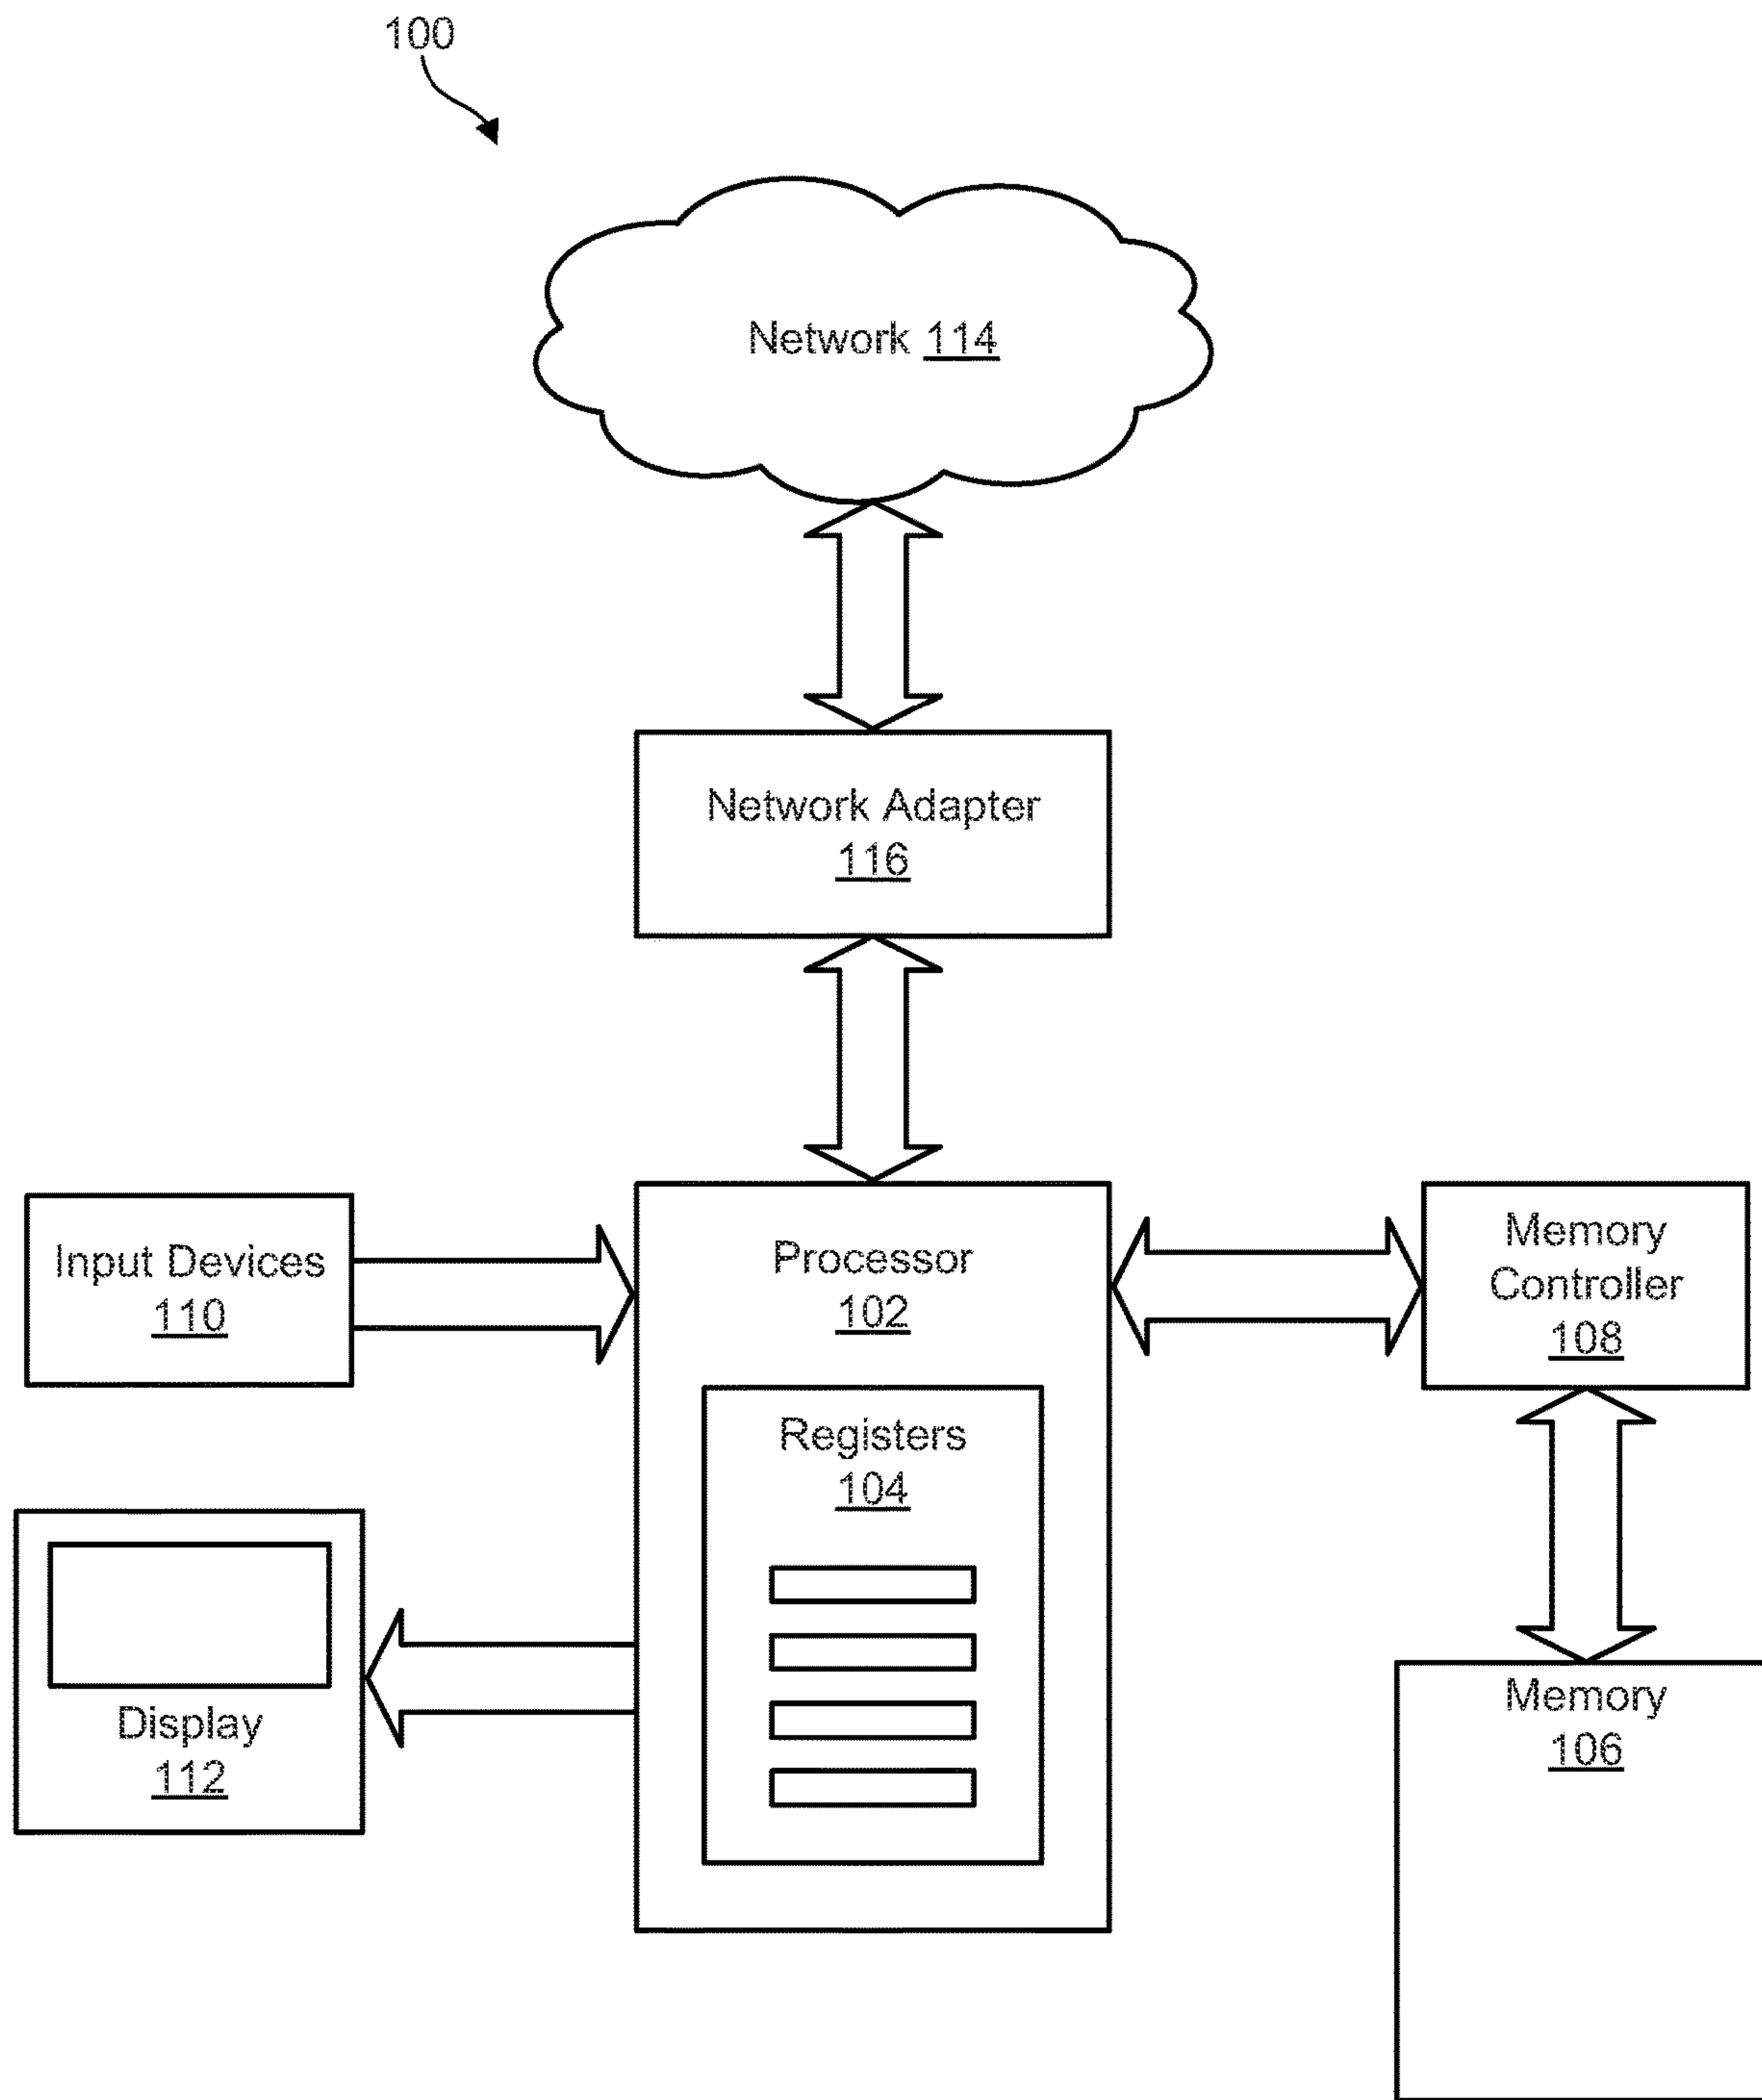 100
Network 114
Network Adapter
116
Input Devices
110
Processor
102
Memory
Controller
108
Registers
104
Display
112
Memory
106